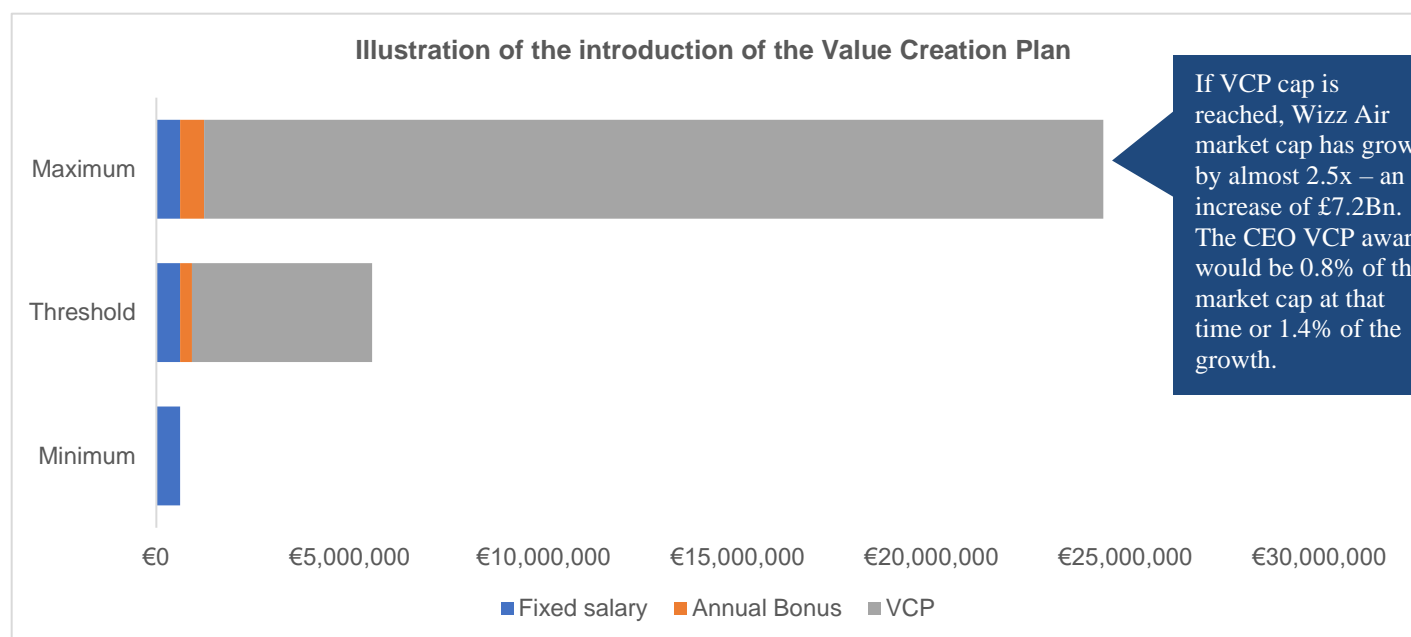 Illustration of the introduction of the Value Creation Plan
If VCP cap is
reached, Wizz Air
market cap has grow
by almost 2.5x – an
increase of £7.2Bn.
The CEO VCP awar
would be 0.8% of th
market cap at that
time or 1.4% of the
growth.
Maximum
Threshold
Minimum
€0 €5,000,000 €10,000,000 €15,000,000 €20,000,000 €25,000,000 €30,000,000
Fixed salary Annual Bonus VCP